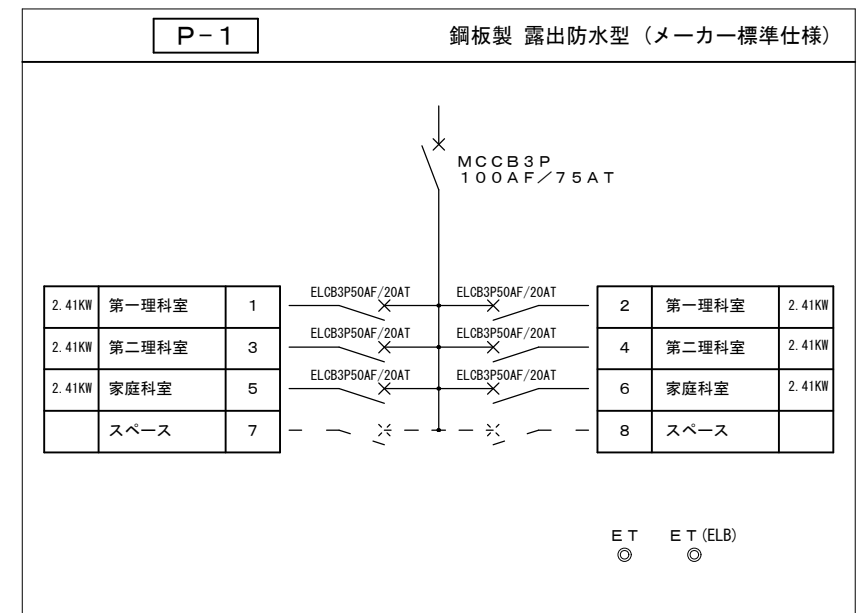 P-1
鋼板製 露出防水型（メーカー標準仕様）
MCCB3P
100AF／75AT
2.41KW 第一理科室 1 ELCB3P50AF/20AT ELCB3P50AF/20AT 2 第一理科室 2.41KW
2.41KW 第二理科室 3 ELCB3P50AF/20AT ELCB3P50AF/20AT 4 第二理科室 2.41KW
2.41KW 家庭科室 5 ELCB3P50AF/20AT ELCB3P50AF/20AT 6 家庭科室 2.41KW
スペース 7 8 スペース
ET ET(ELB)